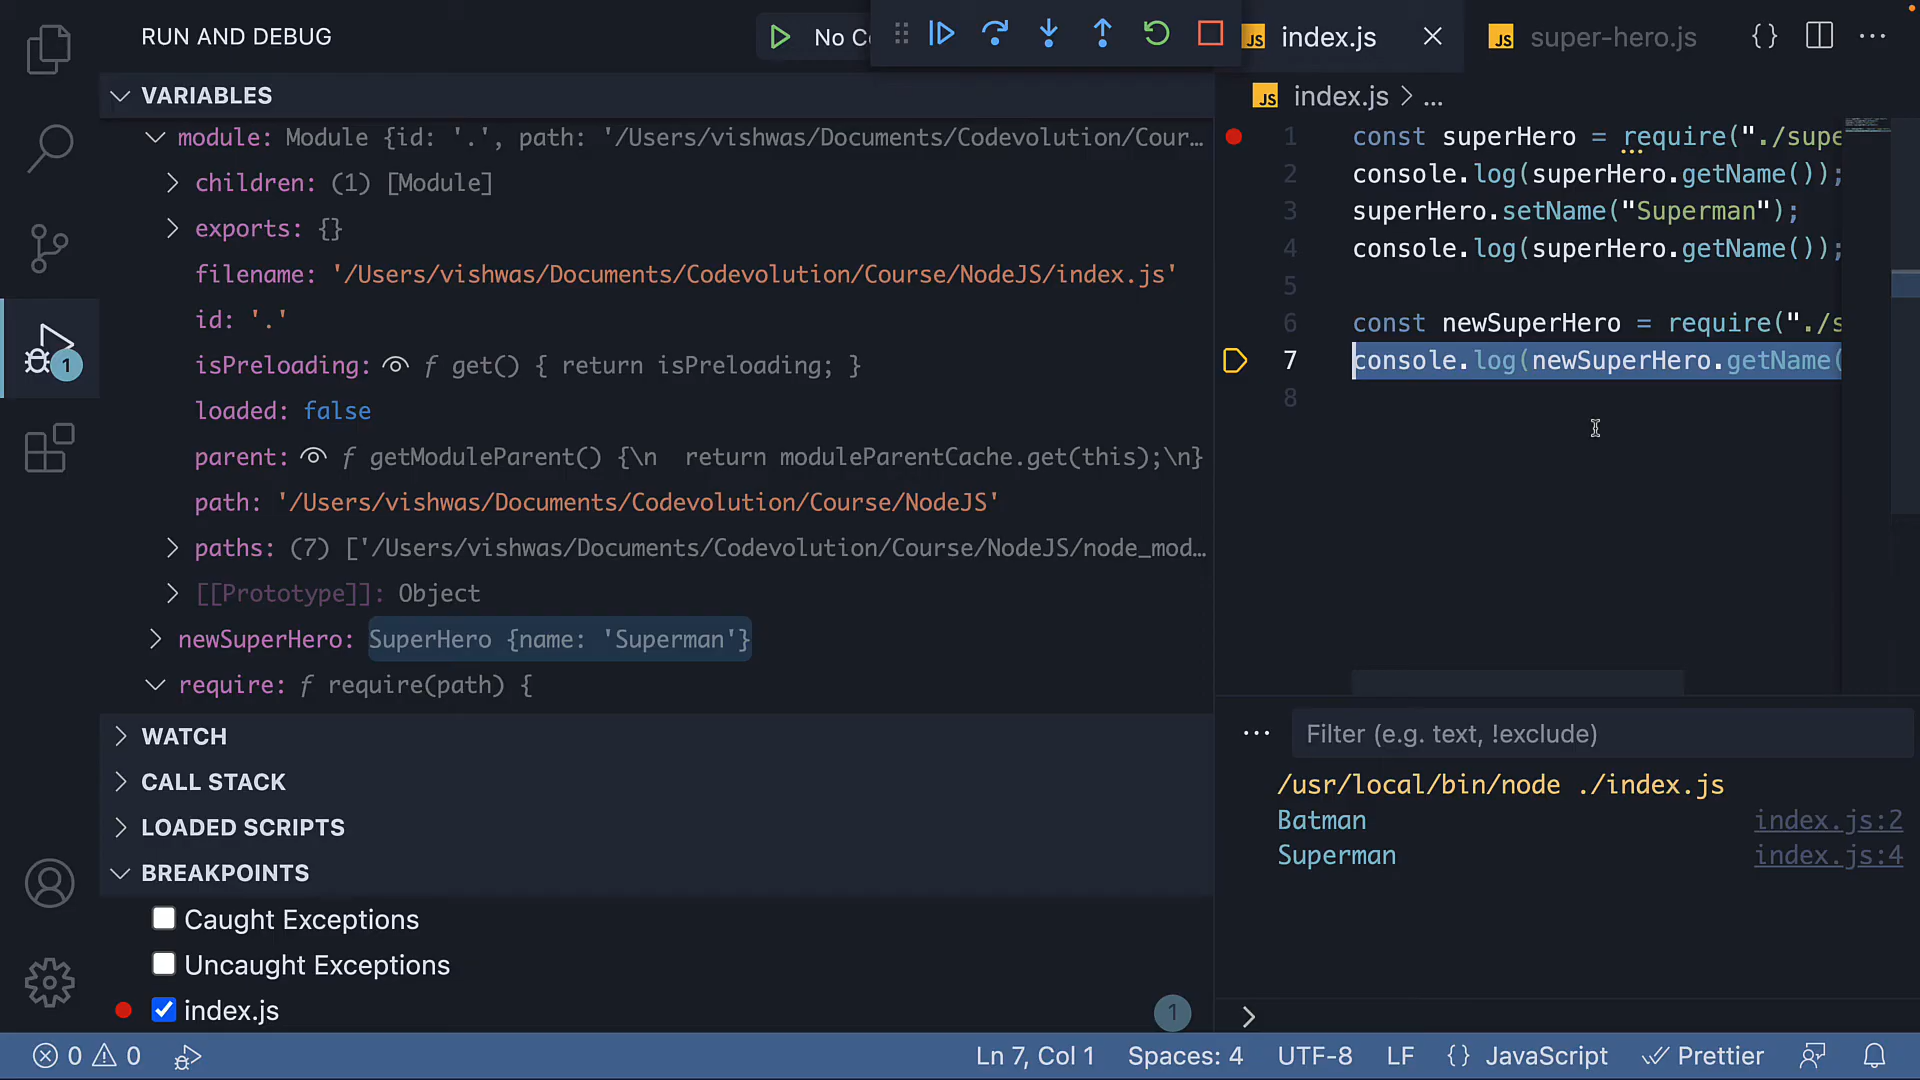 RUN AND DEBUG
No Co
JS index.js
JS super-hero.js
VARIABLES
module: Module {id: '.', path: '/Users/vishwas/Documents/Codevolution/Cour…
children: (1) [Module]
exports: {}
filename: '/Users/vishwas/Documents/Codevolution/Course/NodeJS/index.js'
id: '.'
isPreloading: f get() { return isPreloading; }
loaded: false
parent: f getModuleParent() {\n return moduleParentCache.get(this);\n}
path: '/Users/vishwas/Documents/Codevolution/Course/NodeJS'
paths: (7) ['/Users/vishwas/Documents/Codevolution/Course/NodeJS/node_mod…
[[Prototype]]: Object
newSuperHero: SuperHero {name: 'Superman'}
require: f require(path) {
WATCH
CALL STACK
LOADED SCRIPTS
BREAKPOINTS
Caught Exceptions
Uncaught Exceptions
index.js 1
1
JS index.js > ...
1 const superHero = require("./supe
2 console.log(superHero.getName());
3 superHero.setName("Superman");
4 console.log(superHero.getName());
5
6 const newSuperHero = require("./s
7 console.log(newSuperHero.getName(
8
Filter (e.g. text, !exclude)
/usr/local/bin/node ./index.js
Batman index.js:2
Superman index.js:4
>
0 0 Ln 7, Col 1 Spaces: 4 UTF-8 LF {} JavaScript Prettier